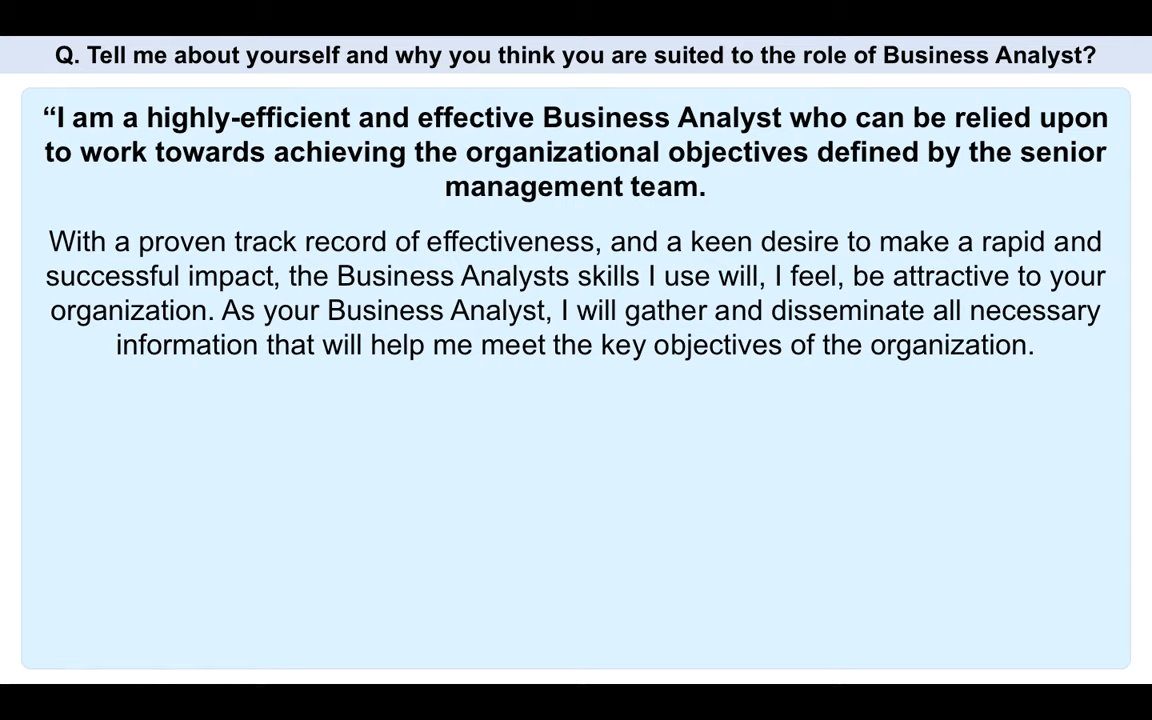 Q. Tell me about yourself and why you think you are suited to the role of Business Analyst?
“I am a highly-efficient and effective Business Analyst who can be relied upon
to work towards achieving the organizational objectives defined by the senior
management team.
With a proven track record of effectiveness, and a keen desire to make a rapid and
successful impact, the Business Analysts skills I use will, I feel, be attractive to your
organization. As your Business Analyst, I will gather and disseminate all necessary
information that will help me meet the key objectives of the organization.